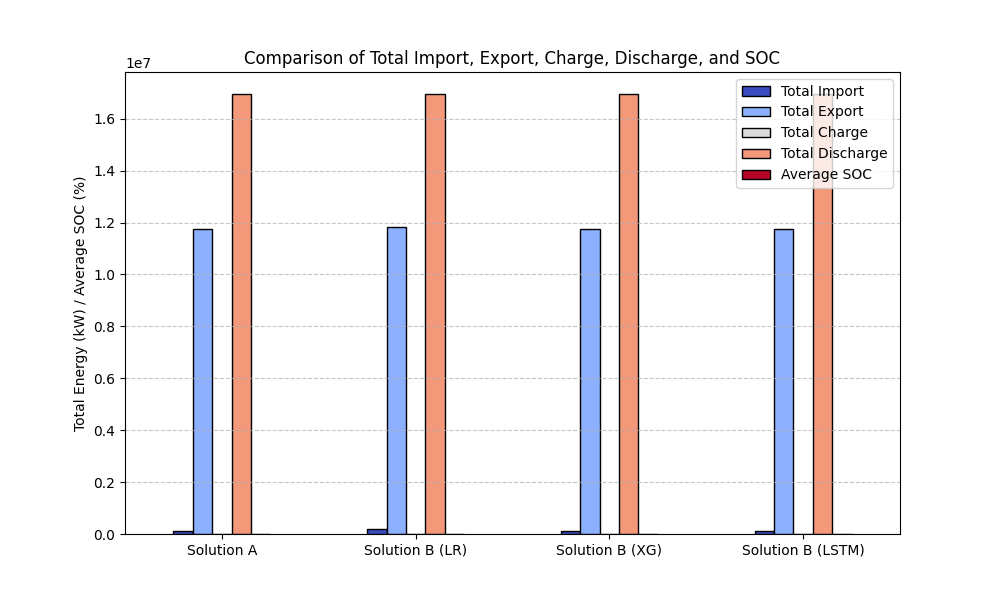 Comparison of Total Import, Export, Charge, Discharge, and SOC
1e7
Total Energy (kW) / Average SOC (%)
1.6
1.4
1.2
1.0
0.8
0.6
0.4
0.2
0.0
Total Import
Total Export
Total Charge
Total Discharge
Average SOC
Solution A
Solution B (LR)
Solution B (XG)
Solution B (LSTM)